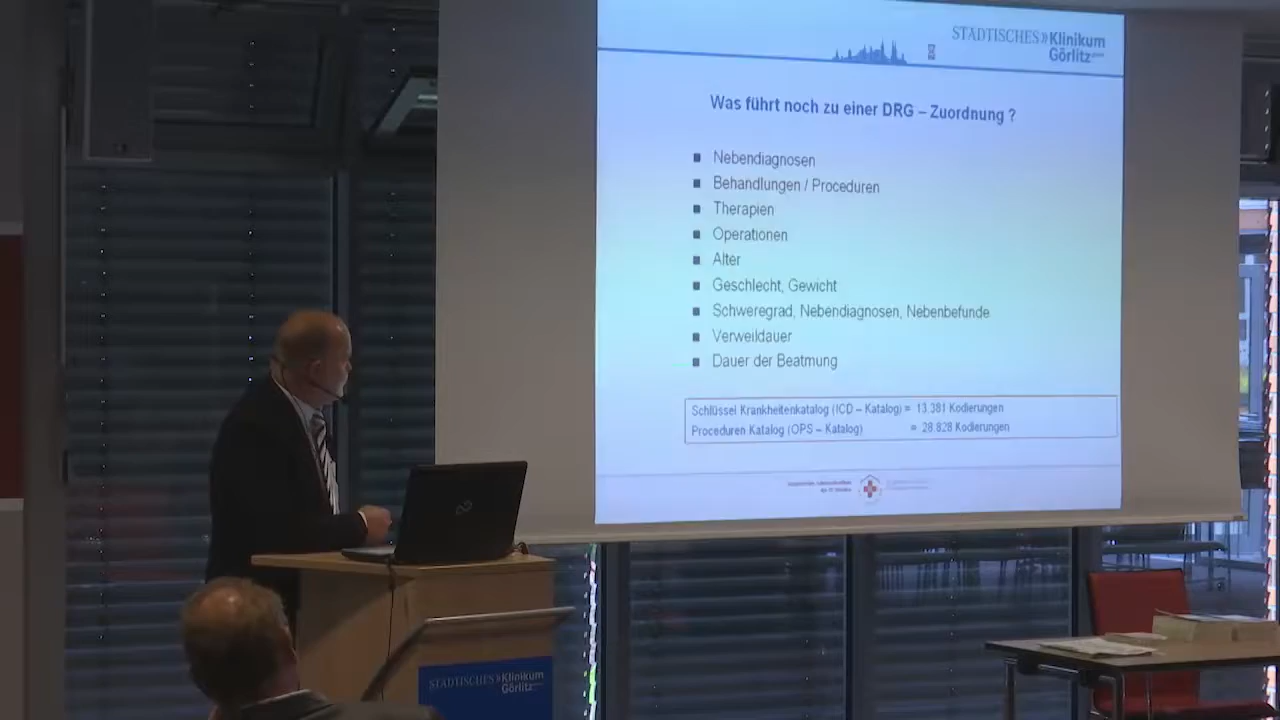 STÄDTISCHES»Klinikum
Görlitz
Was führt noch zu einer DRG – Zuordnung ?
■ Nebendiagnosen
■ Behandlungen / Proceduren
■ Therapien
■ Operationen
■ Alter
■ Geschlecht, Gewicht
■ Schweregrad, Nebendiagnosen, Nebenbefunde
■ Verweildauer
■ Dauer der Beatmung
Schlüssel Krankheitenkatalog (ICD – Katalog) = 13.381 Kodierungen
Proceduren Katalog (OPS – Katalog) = 28.828 Kodierungen
STÄDTISCHES»Klinikum
Görlitz